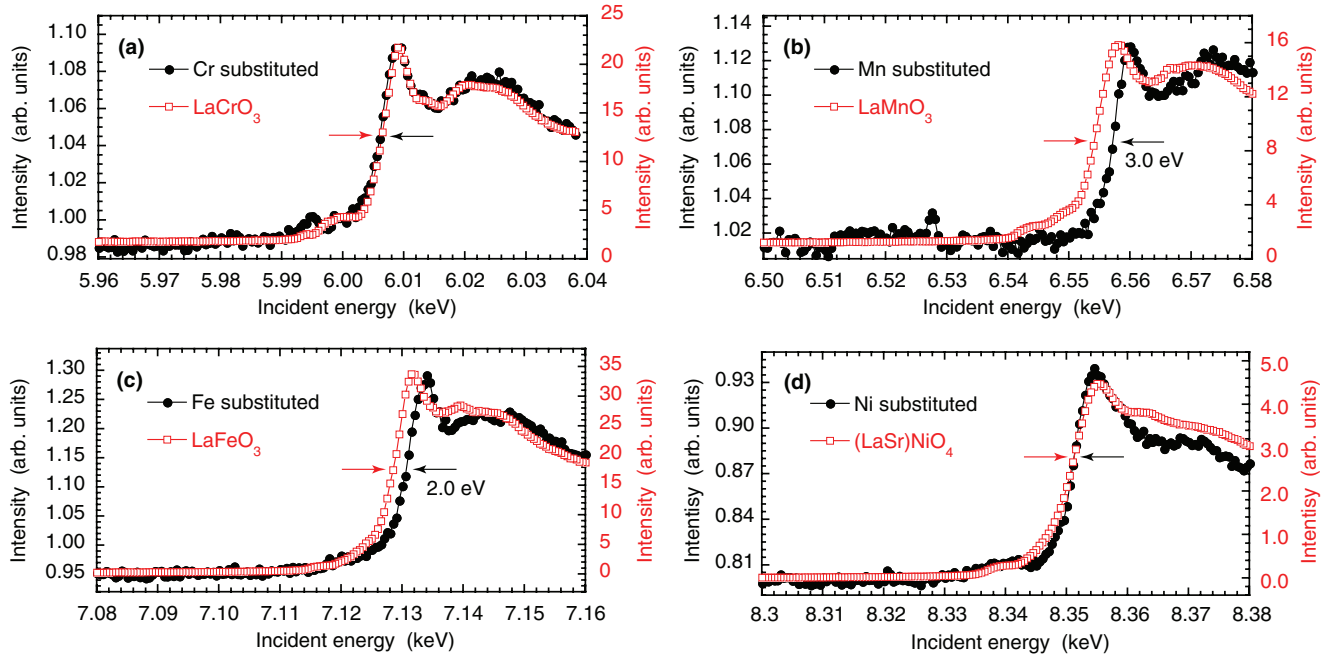 (a)
Cr substituted
LaCrO3
Intensity (arb. units)
1.10
1.08
1.06
1.04
1.02
1.00
0.98
25
20
15
10
5
0
Intensity (arb. units)
5.96 5.97 5.98 5.99 6.00 6.01 6.02 6.03 6.04
Incident energy (keV)
(b)
Mn substituted
LaMnO3
3.0 eV
Intensity (arb. units)
1.14
1.12
1.10
1.08
1.06
1.04
1.02
16
12
8
4
0
Intensity (arb. units)
6.50 6.51 6.52 6.53 6.54 6.55 6.56 6.57 6.58
Incident energy (keV)
(c)
Fe substituted
LaFeO3
2.0 eV
Intensity (arb. units)
1.30
1.25
1.20
1.15
1.10
1.05
1.00
0.95
35
30
25
20
15
10
5
0
Intensity (arb. units)
7.08 7.09 7.10 7.11 7.12 7.13 7.14 7.15 7.16
Incident energy (keV)
(d)
Ni substituted
(LaSr)NiO4
Intensity (arb. units)
0.93
0.90
0.87
0.84
0.81
5.0
4.0
3.0
2.0
1.0
0.0
Intentisy (arb. units)
8.3 8.31 8.32 8.33 8.34 8.35 8.36 8.37 8.38
Incident energy (keV)